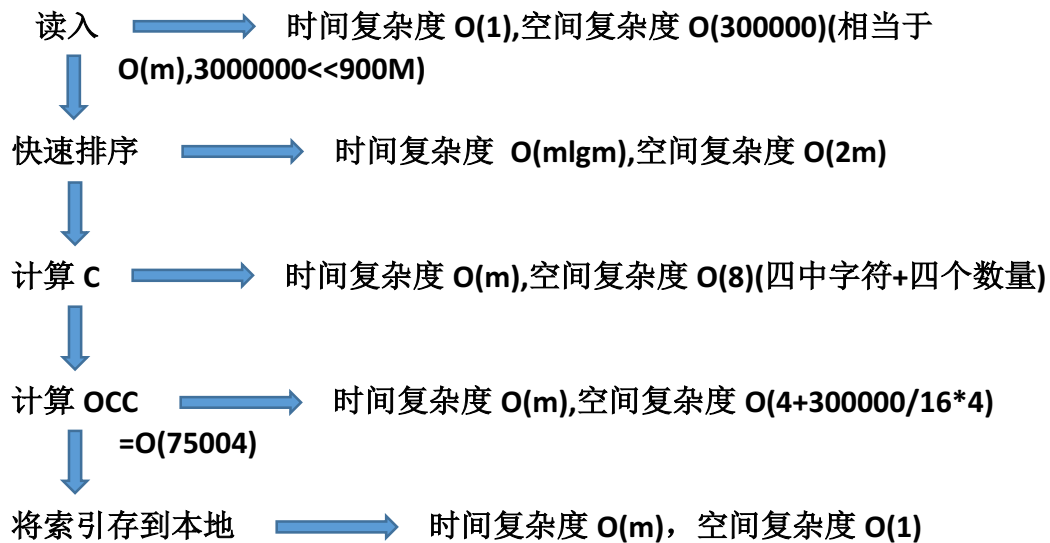 读入 时间复杂度 O(1),空间复杂度 O(300000)(相当于
O(m),3000000<<900M)
快速排序 时间复杂度 O(mlgm),空间复杂度 O(2m)
计算 C 时间复杂度 O(m),空间复杂度 O(8)(四中字符+四个数量)
计算 OCC 时间复杂度 O(m),空间复杂度 O(4+300000/16*4)
=O(75004)
将索引存到本地 时间复杂度 O(m)，空间复杂度 O(1)